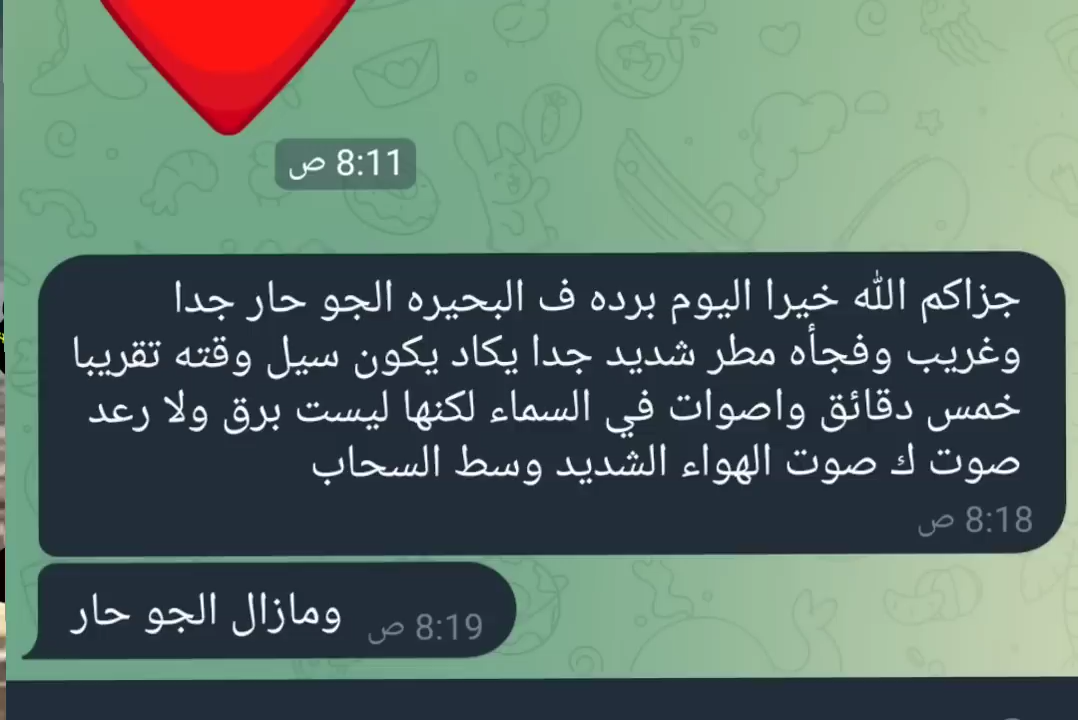 8:11 ص
جزاكم الله خيرا اليوم برده ف البحيره الجو حار جدا
وغريب وفجأه مطر شديد جدا يكاد يكون سيل وقته تقريبا
خمس دقائق واصوات في السماء لكنها ليست برق ولا رعد
صوت ك صوت الهواء الشديد وسط السحاب
8:18 ص
ومازال الجو حار
8:19 ص